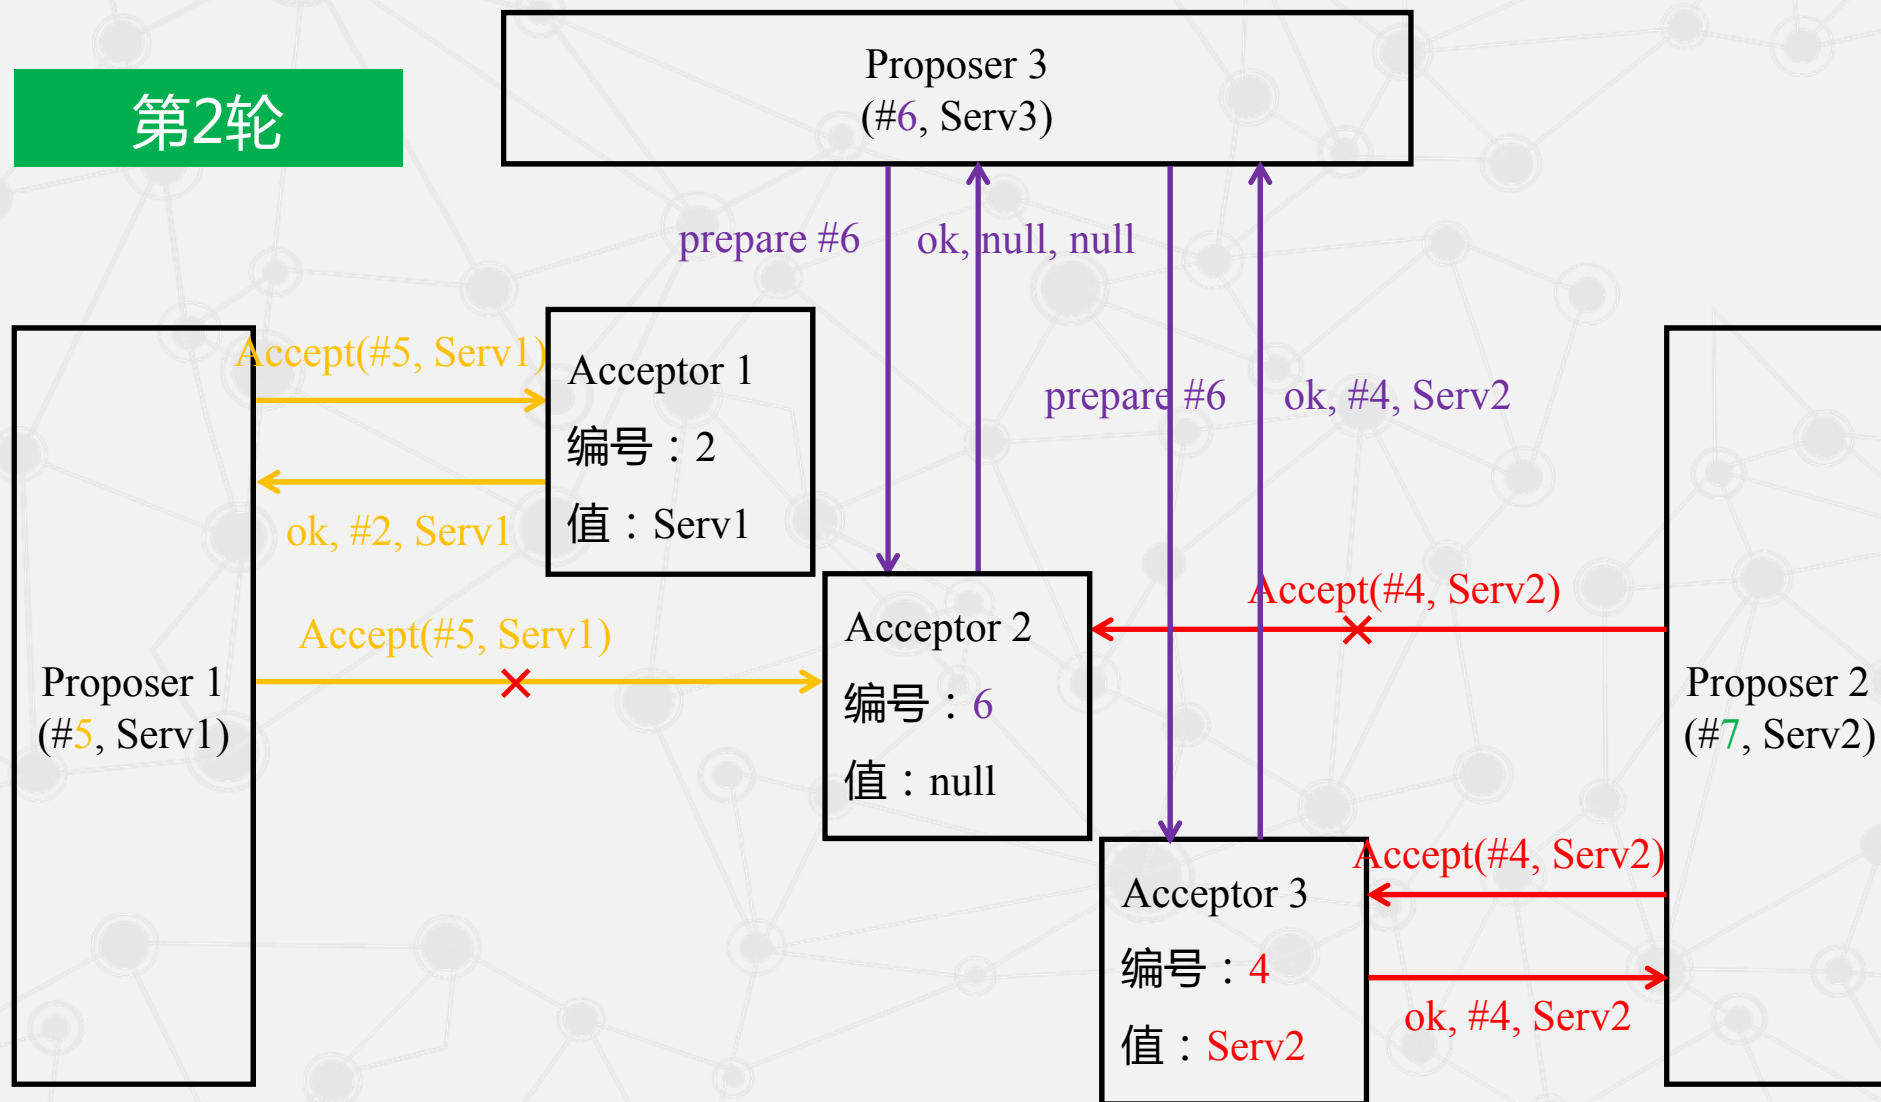 第2轮
Proposer 3
(#6, Serv3)
prepare #6
ok, null, null
prepare #6
ok, #4, Serv2
Accept(#5, Serv1)
ok, #2, Serv1
Accept(#5, Serv1)
Proposer 1
(#5, Serv1)
Acceptor 1
编号：2
值：Serv1
Acceptor 2
编号：6
值：null
Acceptor 3
编号：4
值：Serv2
Accept(#4, Serv2)
Proposer 2
(#7, Serv2)
Accept(#4, Serv2)
ok, #4, Serv2